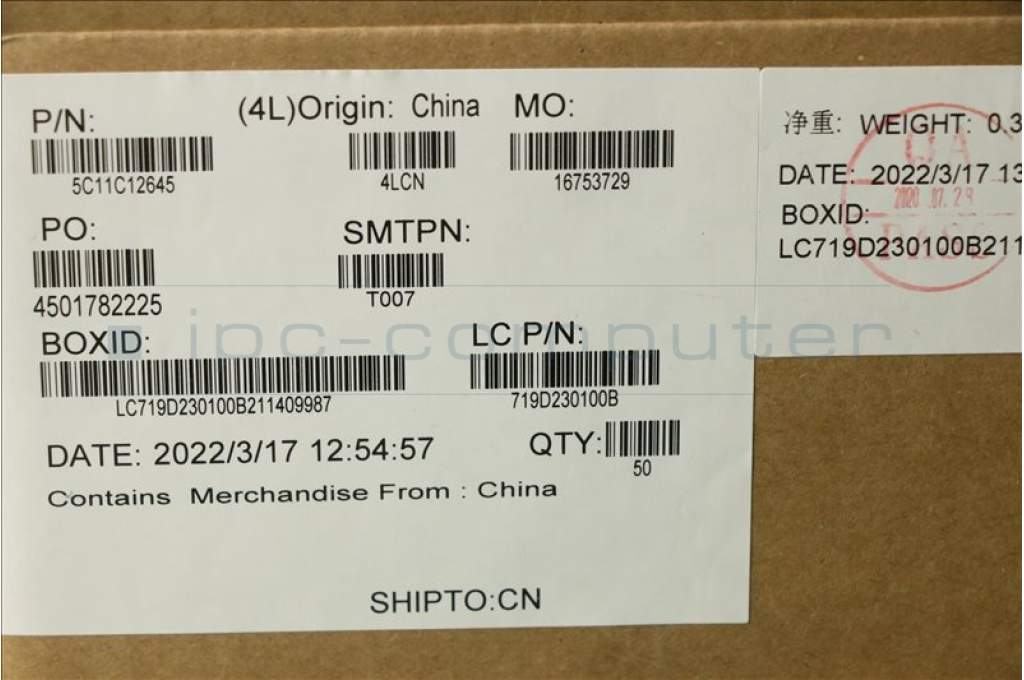 P/N:
5C11C12645
(4L)Origin: China
4LCN
MO:
16753729
PO:
4501782225
SMTPN:
T007
BOXID:
LC719D230100B211409987
LC P/N:
719D230100B
DATE: 2022/3/17 12:54:57
QTY:
50
Contains Merchandise From : China
SHIPTO:CN
净重: WEIGHT: 0.3
DATE: 2022/3/17 13
BOXID:
LC719D230100B211
QA
PASS
ipc-computer